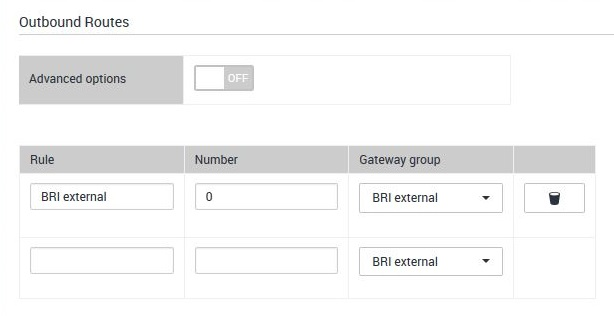 Outbound Routes
Advanced options OFF
Rule Number Gateway group
BRI external 0 BRI external
BRI external